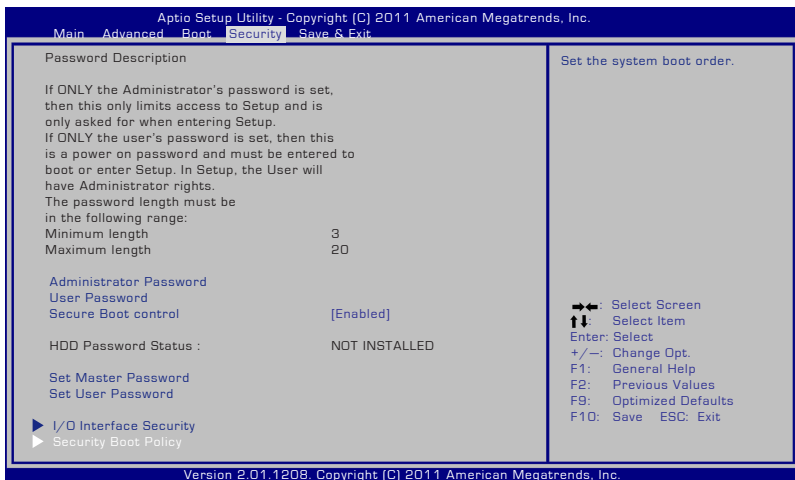 Aptio Setup Utility - Copyright (C) 2011 American Megatrends, Inc.
Main Advanced Boot Security Save & Exit
Password Description
If ONLY the Administrator's password is set,
then this only limits access to Setup and is
only asked for when entering Setup.
If ONLY the user's password is set, then this
is a power on password and must be entered to
boot or enter Setup. In Setup, the User will
have Administrator rights.
The password length must be
in the following range:
Minimum length 3
Maximum length 20
Administrator Password
User Password
Secure Boot control [Enabled]
HDD Password Status : NOT INSTALLED
Set Master Password
Set User Password
I/O Interface Security
Security Boot Policy
Set the system boot order.
→←: Select Screen
↑↓: Select Item
Enter: Select
+/—: Change Opt.
F1: General Help
F2: Previous Values
F9: Optimized Defaults
F10: Save ESC: Exit
Version 2.01.1208. Copyright (C) 2011 American Megatrends, Inc.